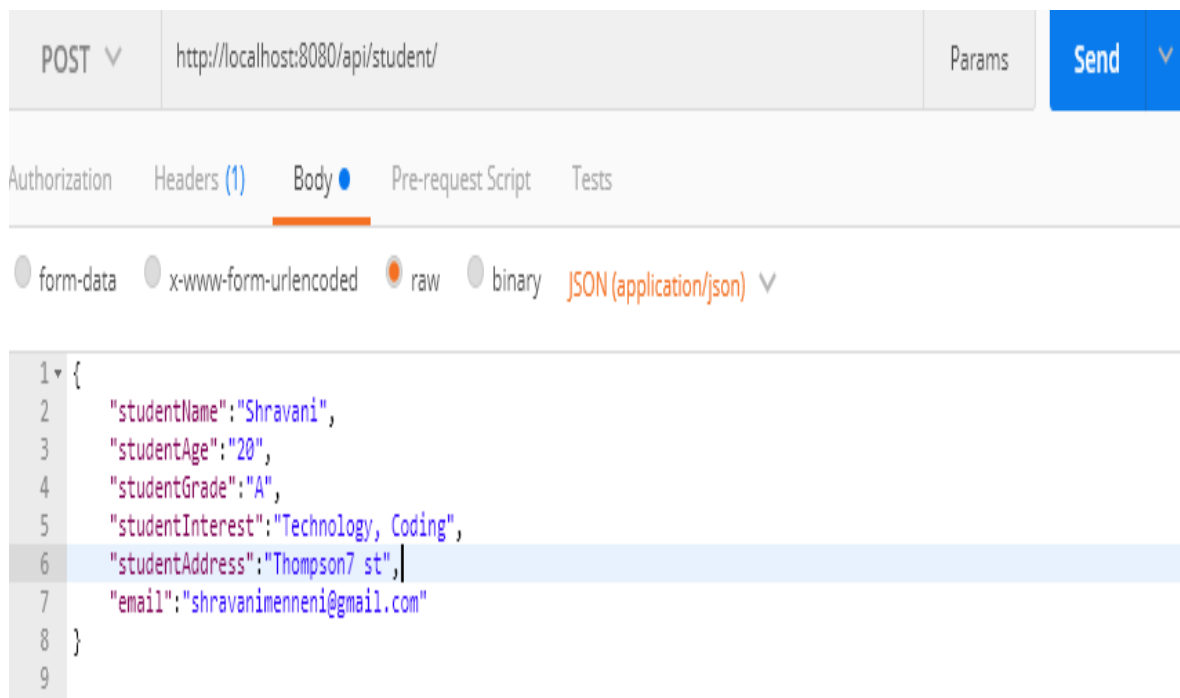 POST http://localhost:8080/api/student/ Params Send
Authorization Headers (1) Body Pre-request Script Tests
form-data x-www-form-urlencoded raw binary JSON (application/json)
1 {
2 "studentName":"Shravani",
3 "studentAge":"20",
4 "studentGrade":"A",
5 "studentInterest":"Technology, Coding",
6 "studentAddress":"Thompson7 st",
7 "email":"shravanimenneni@gmail.com"
8 }
9